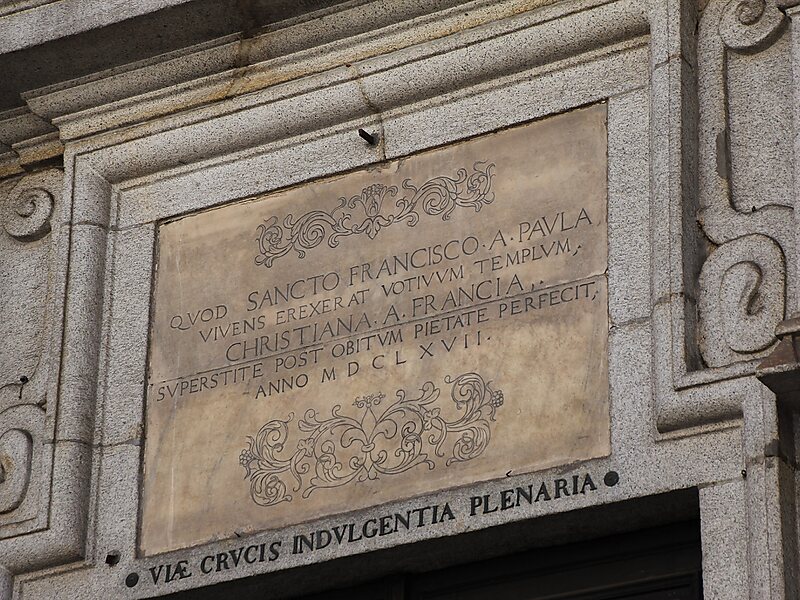 QVOD SANCTO FRANCISCO·A·PAVLA
VIVENS EREXERAT VOTIVVM TEMPLVM,
CHRISTIANA·A·FRANCIA,
SVPERSTITE POST OBITVM PIETATE PERFECIT,
ANNO MDCLXVII·
VIÆ CRVCIS INDVLGENTIA PLENARIA